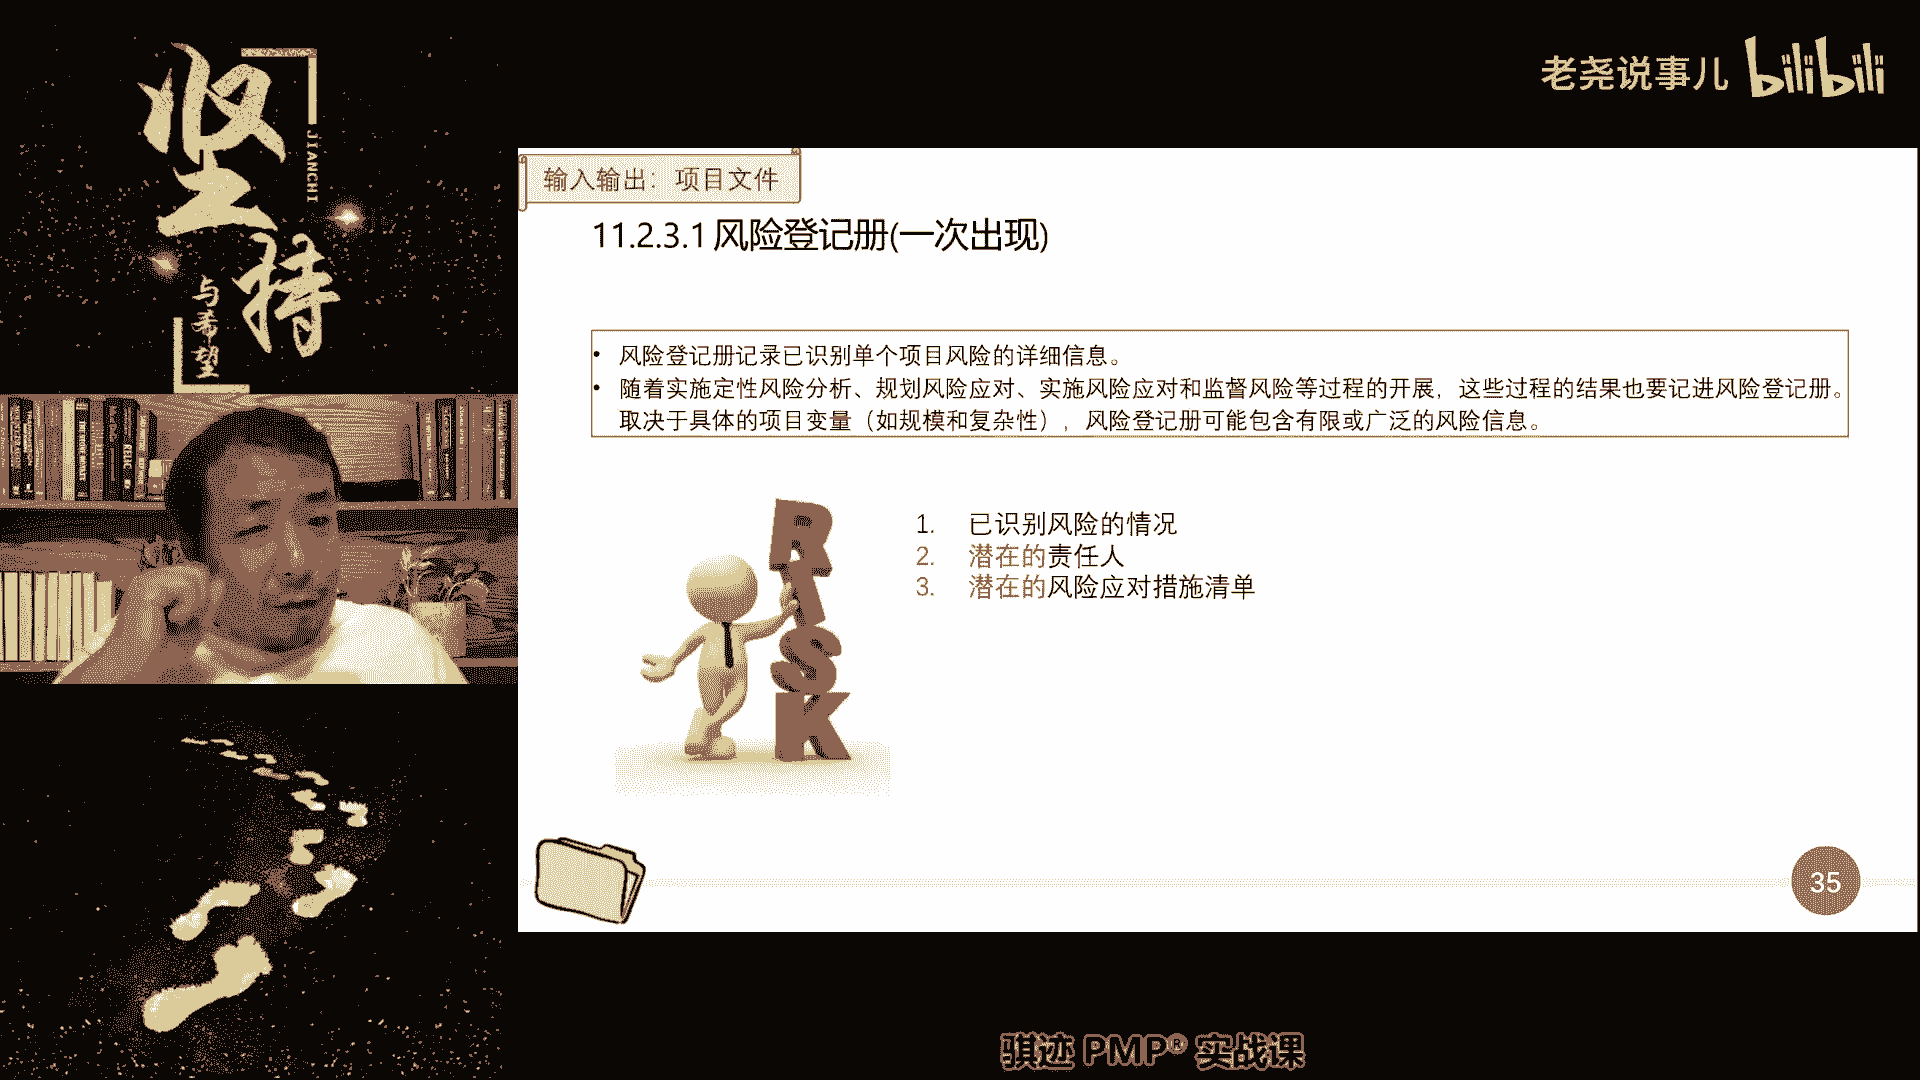 坚持
JIANCHI
与希望
老尧说事儿 bilibili
输入输出：项目文件
11.2.3.1 风险登记册(一次出现)
• 风险登记册记录已识别单个项目风险的详细信息。
• 随着实施定性风险分析、规划风险应对、实施风险应对和监督风险等过程的开展，这些过程的结果也要记进风险登记册。
取决于具体的项目变量（如规模和复杂性），风险登记册可能包含有限或广泛的风险信息。
RISK
1. 已识别风险的情况
2. 潜在的责任人
3. 潜在的风险应对措施清单
35
骐迹 PMP® 实战课